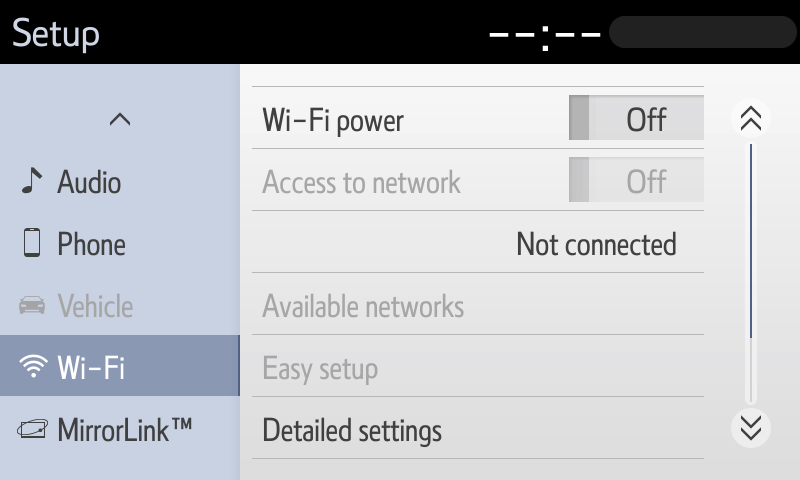 Setup
--:--
Audio
Phone
Vehicle
Wi-Fi
MirrorLink™
Wi-Fi power Off
Access to network Off
Not connected
Available networks
Easy setup
Detailed settings